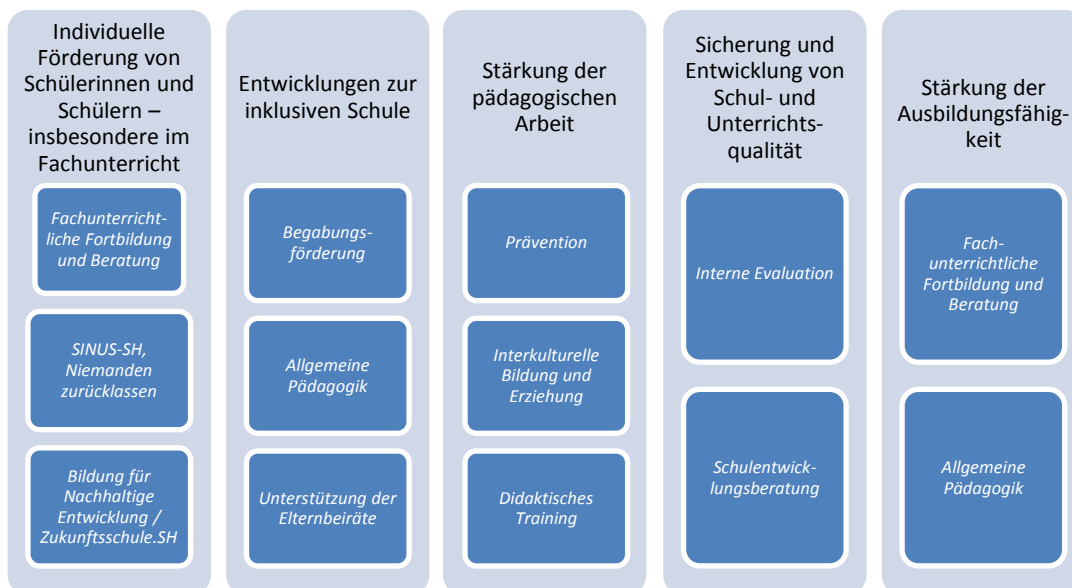 Individuelle
Förderung von
Schülerinnen und
Schülern –
insbesondere im
Fachunterricht
Fachunterricht-
liche Fortbildung
und Beratung
SINUS-SH,
Niemanden
zurücklassen
Bildung für
Nachhaltige
Entwicklung /
Zukunftsschule.SH
Entwicklungen zur
inklusiven Schule
Begabungs-
förderung
Allgemeine
Pädagogik
Unterstützung der
Elternbeiräte
Stärkung der
pädagogischen
Arbeit
Prävention
Interkulturelle
Bildung und
Erziehung
Didaktisches
Training
Sicherung und
Entwicklung von
Schul- und
Unterrichts-
qualität
Interne Evaluation
Schulentwick-
lungsberatung
Stärkung der
Ausbildungsfähig-
keit
Fach-
unterrichtliche
Fortbildung und
Beratung
Allgemeine
Pädagogik